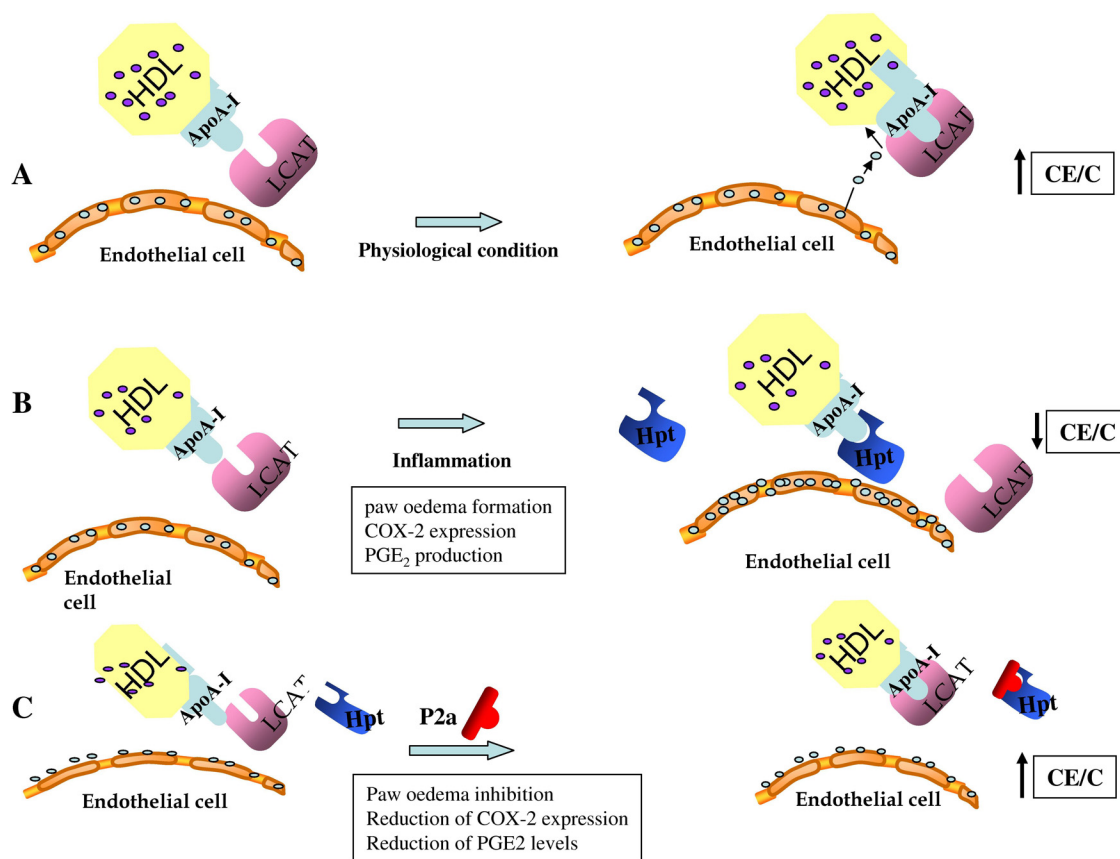 HDL
ApoA-I
LCAT
A
Endothelial cell
Physiological condition
HDL
ApoA-I
LCAT
Endothelial cell
CE/C
HDL
ApoA-I
LCAT
B
Endothelial
cell
Inflammation
paw oedema formation
COX-2 expression
PGE₂ production
Hpt
HDL
ApoA-I
Hpt
LCAT
CE/C
Endothelial cell
HDL
ApoA-I
LCAT
Hpt
C
Endothelial cell
P2a
Paw oedema inhibition
Reduction of COX-2 expression
Reduction of PGE2 levels
HDL
ApoA-I
LCAT
Hpt
Endothelial cell
CE/C